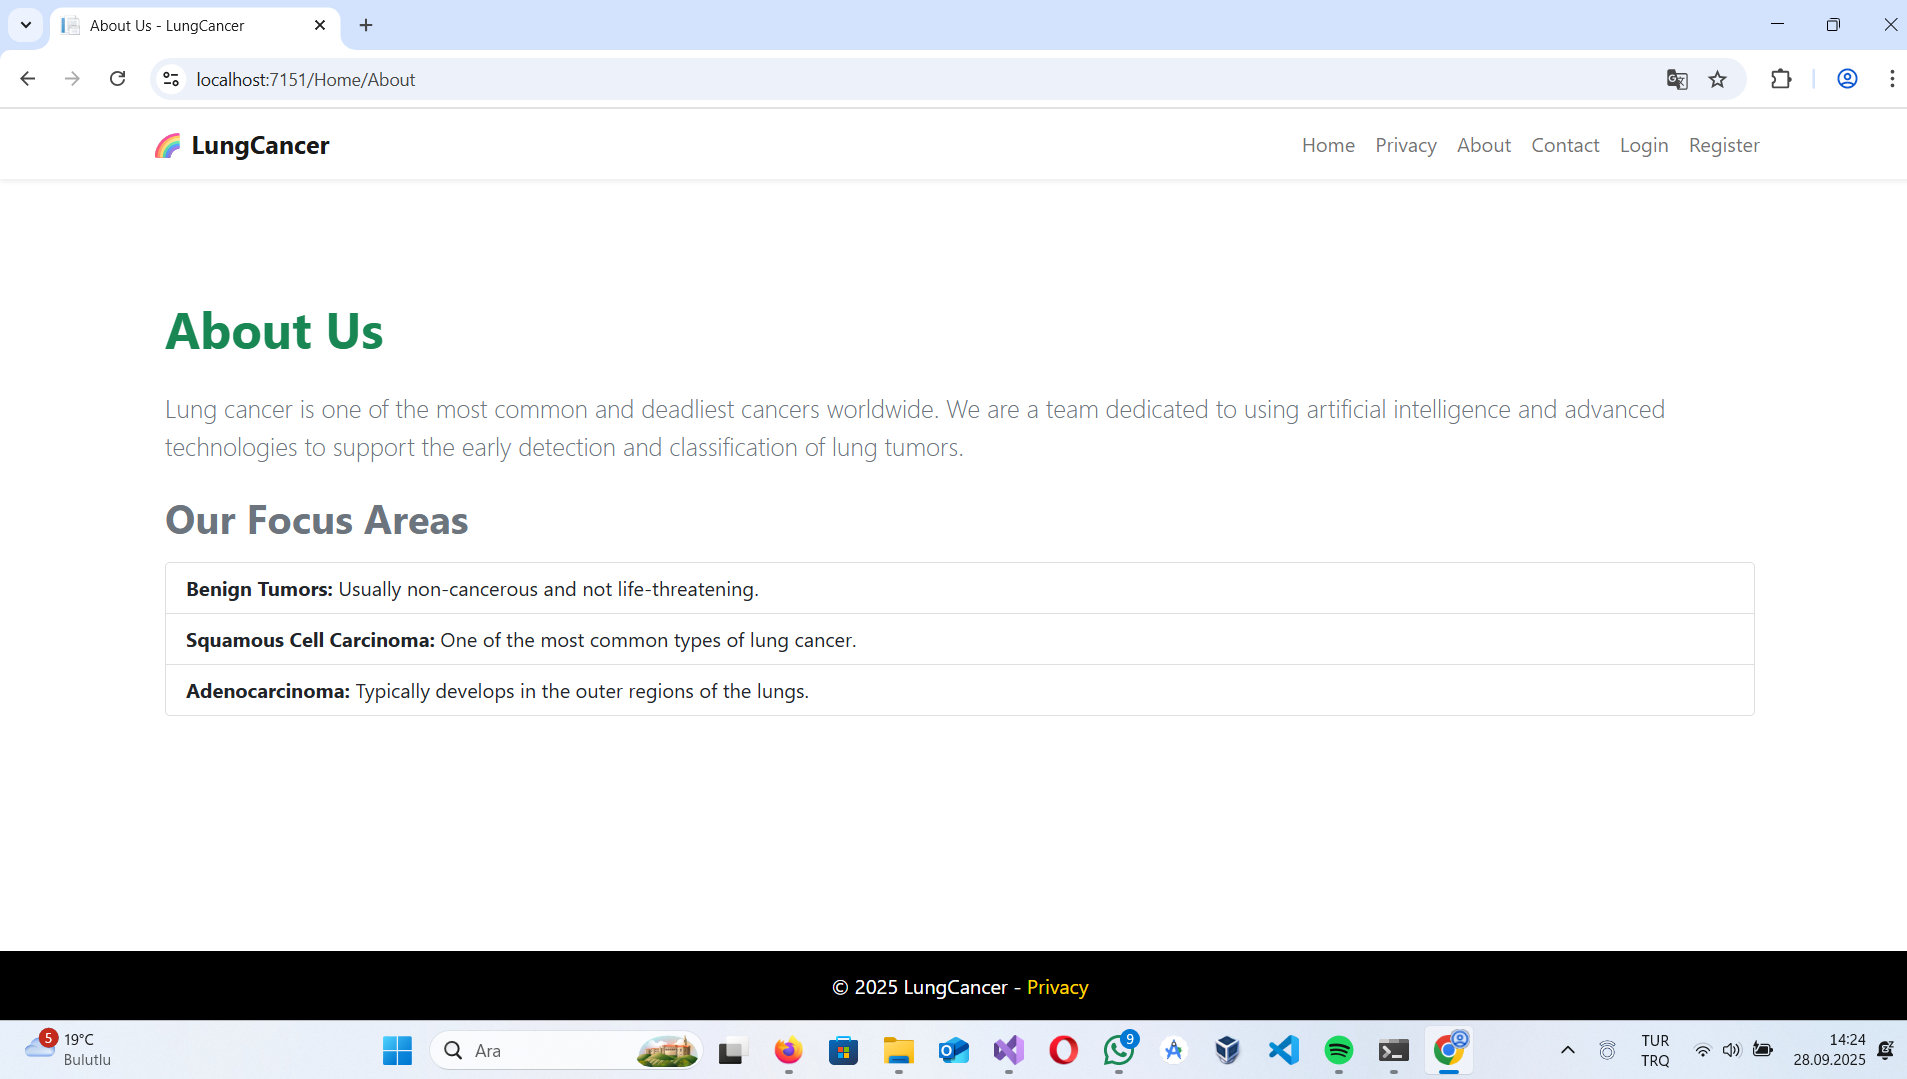 About Us - LungCancer
localhost:7151/Home/About
LungCancer
Home Privacy About Contact Login Register
About Us
Lung cancer is one of the most common and deadliest cancers worldwide. We are a team dedicated to using artificial intelligence and advanced
technologies to support the early detection and classification of lung tumors.
Our Focus Areas
Benign Tumors: Usually non-cancerous and not life-threatening.
Squamous Cell Carcinoma: One of the most common types of lung cancer.
Adenocarcinoma: Typically develops in the outer regions of the lungs.
© 2025 LungCancer - Privacy
5
19°C
Bulutlu
Ara
9
TUR
TRQ
14:24
28.09.2025